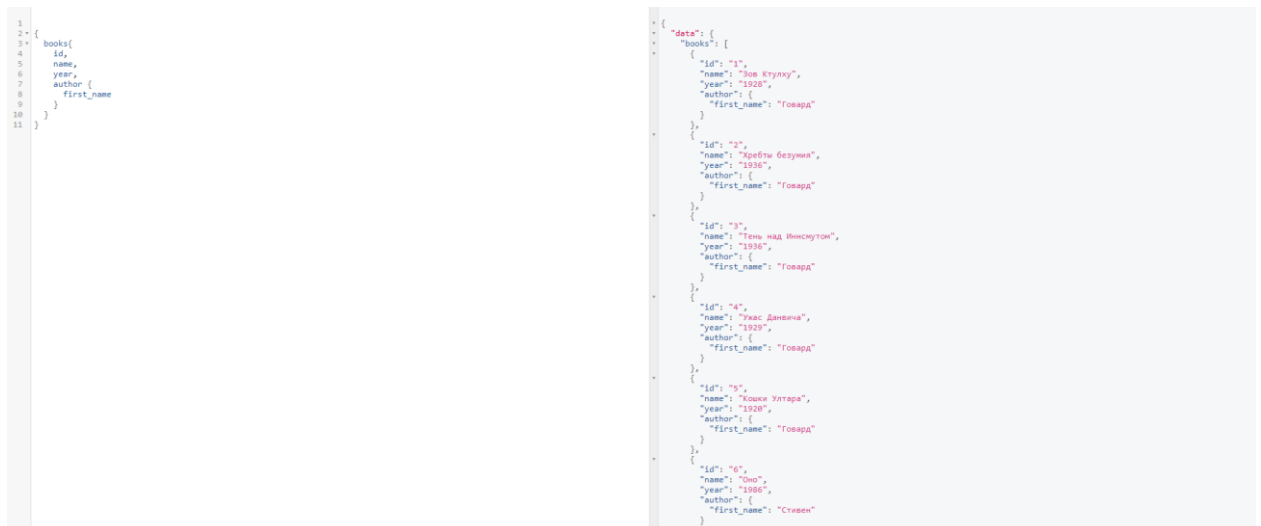 1
2 {
3 books{
4 id,
5 name,
6 year,
7 author {
8 first_name
9 }
10 }
11 }
{
"data": {
"books": [
{
"id": "1",
"name": "Зов Ктулху",
"year": "1928",
"author": {
"first_name": "Говард"
}
},
{
"id": "2",
"name": "Хребты безумия",
"year": "1936",
"author": {
"first_name": "Говард"
}
},
{
"id": "3",
"name": "Тень над Иннсмутом",
"year": "1936",
"author": {
"first_name": "Говард"
}
},
{
"id": "4",
"name": "Ужас Данвича",
"year": "1929",
"author": {
"first_name": "Говард"
}
},
{
"id": "5",
"name": "Кошки Ултара",
"year": "1920",
"author": {
"first_name": "Говард"
}
},
{
"id": "6",
"name": "Оно",
"year": "1986",
"author": {
"first_name": "Стивен"
}